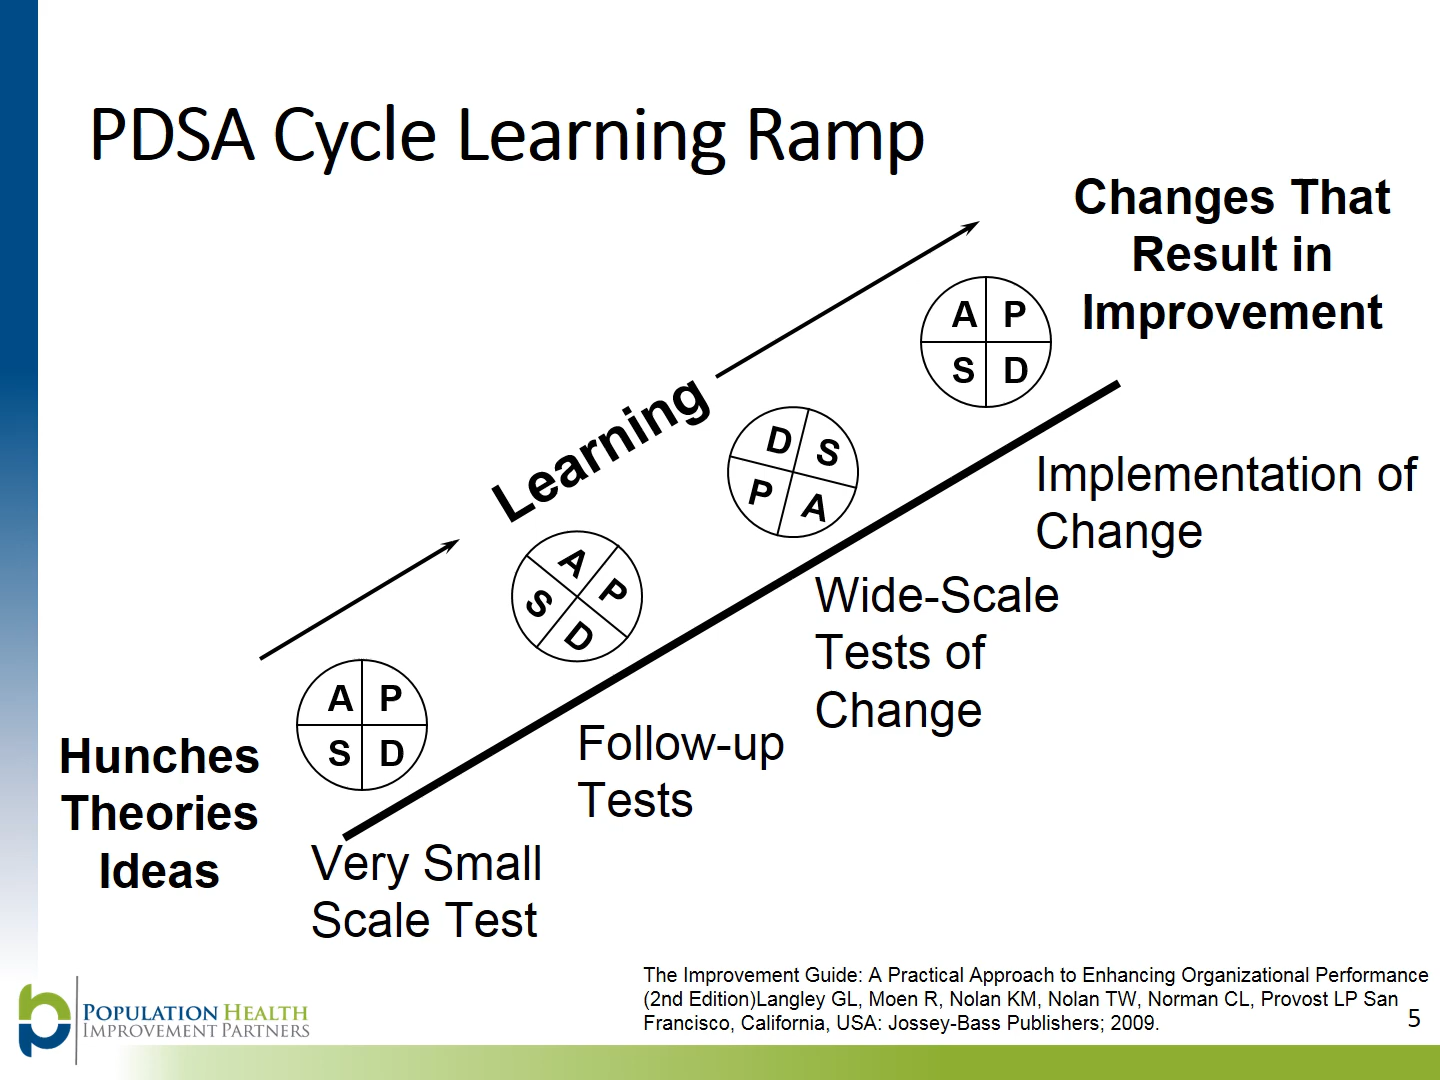 PDSA Cycle Learning Ramp
Changes That
Result in
Improvement
A P
S D
Learning
D S
P A
Implementation of
Change
A P
S D
Wide-Scale
Tests of
Change
A P
S D
Follow-up
Tests
Hunches
Theories
Ideas
Very Small
Scale Test
The Improvement Guide: A Practical Approach to Enhancing Organizational Performance
(2nd Edition)Langley GL, Moen R, Nolan KM, Nolan TW, Norman CL, Provost LP San
Francisco, California, USA: Jossey-Bass Publishers; 2009.
5
POPULATION HEALTH
IMPROVEMENT PARTNERS